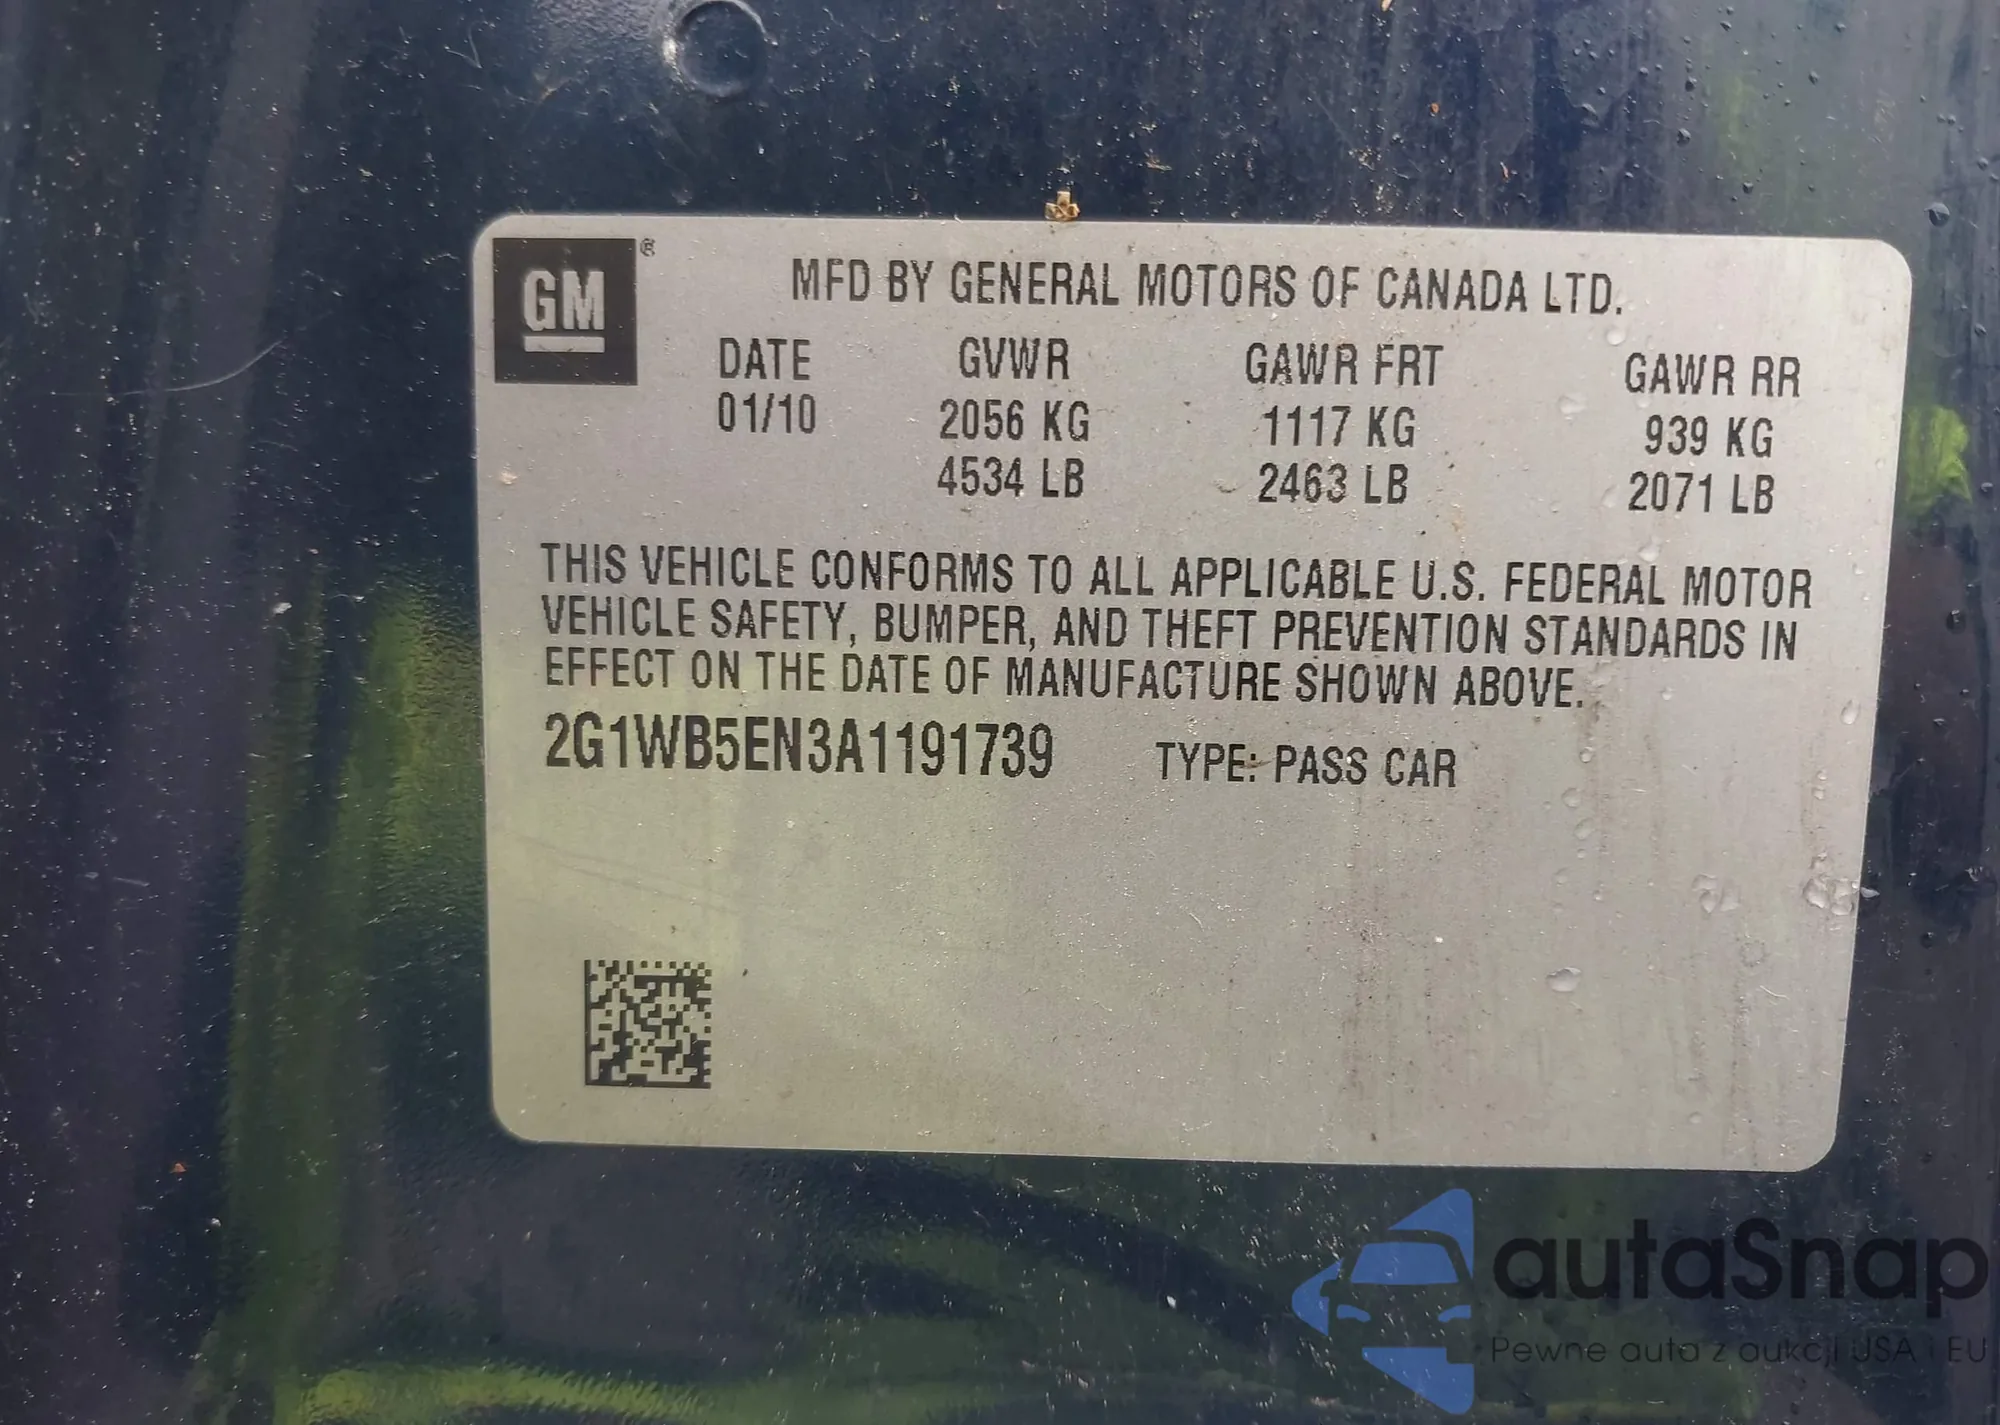 GM ®
MFD BY GENERAL MOTORS OF CANADA LTD.
DATE GVWR GAWR FRT GAWR RR
01/10 2056 KG 1117 KG 939 KG
4534 LB 2463 LB 2071 LB
THIS VEHICLE CONFORMS TO ALL APPLICABLE U.S. FEDERAL MOTOR
VEHICLE SAFETY, BUMPER, AND THEFT PREVENTION STANDARDS IN
EFFECT ON THE DATE OF MANUFACTURE SHOWN ABOVE.
2G1WB5EN3A1191739 TYPE: PASS CAR
autaSnap
Pewne auta z aukcji USA i EU